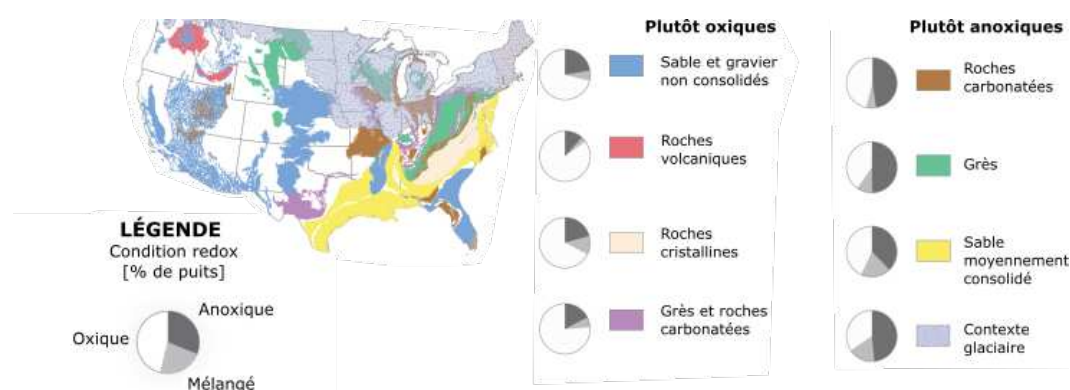 Plutôt oxiques
Sable et gravier
non consolidés
Roches
volcaniques
Roches
cristallines
Grès et roches
carbonatées
Plutôt anoxiques
Roches
carbonatées
Grès
Sable
moyennement
consolidé
Contexte
glaciaire
LÉGENDE
Condition redox
[% de puits]
Anoxique
Oxique
Mélangé